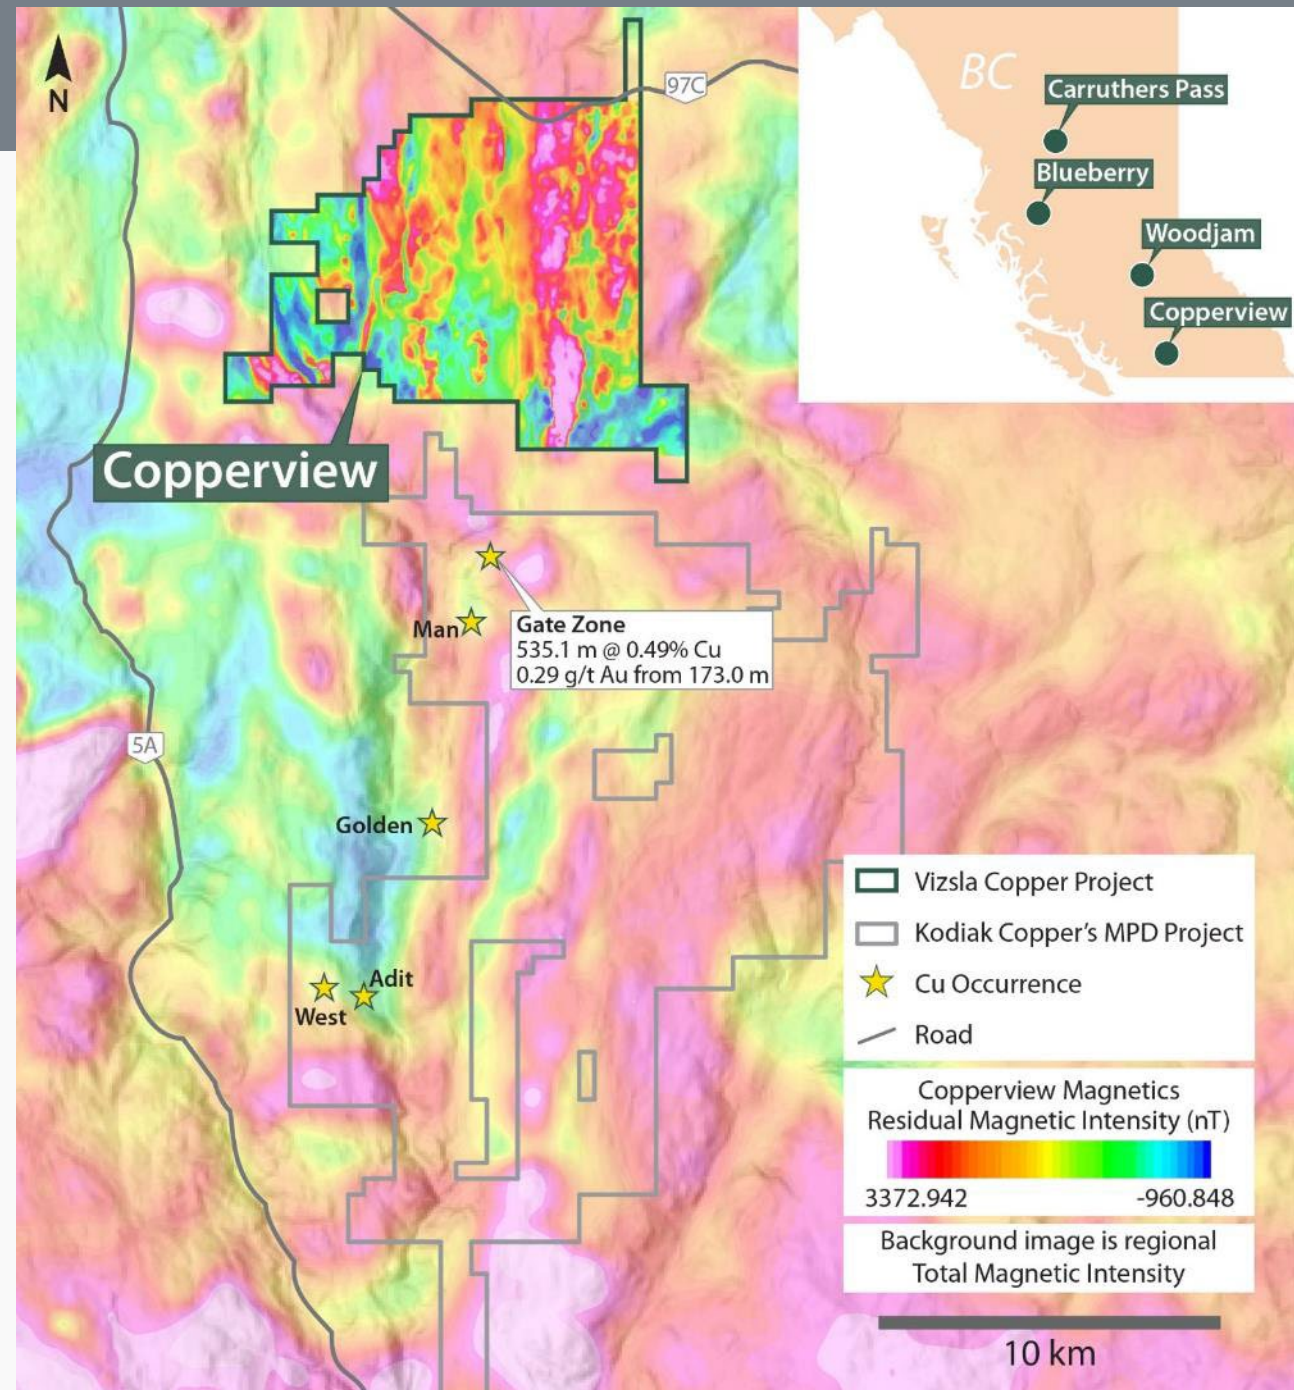 N
97C
BC
Carruthers Pass
Blueberry
Woodjam
Copperview
Copperview
Man
Gate Zone
535.1 m @ 0.49% Cu
0.29 g/t Au from 173.0 m
5A
Golden
Adit
West
Vizsla Copper Project
Kodiak Copper's MPD Project
Cu Occurrence
Road
Copperview Magnetics
Residual Magnetic Intensity (nT)
3372.942 -960.848
Background image is regional
Total Magnetic Intensity
10 km